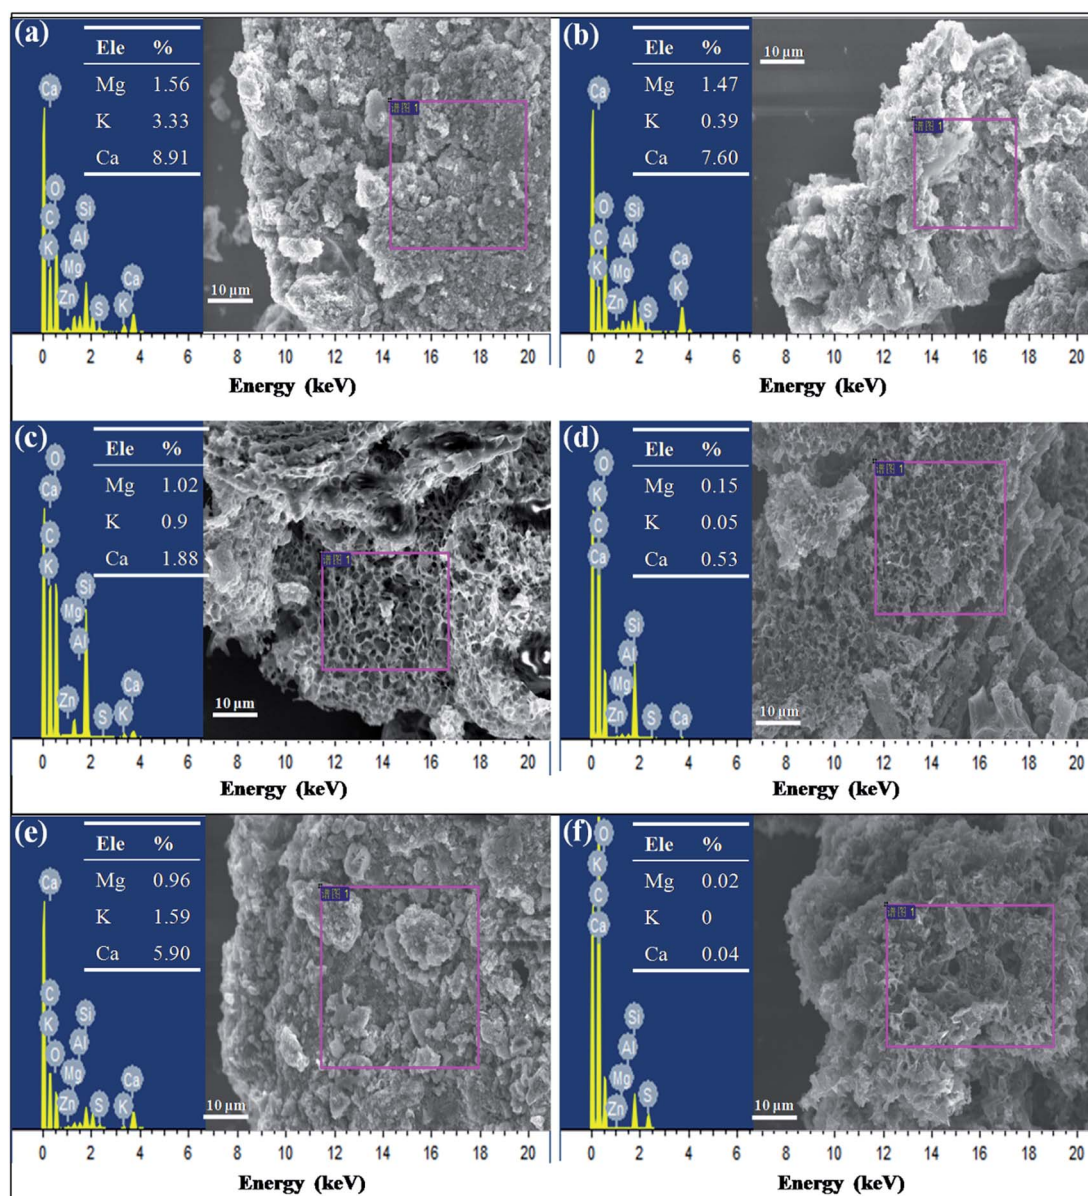 (a)
Ele %
Mg 1.56
K 3.33
Ca 8.91
Ca
O
C
K
Si
Al
Mg
Zn
S
Ca
K
1
10 μm
0 2 4 6 8 10 12 14 16 18 20
Energy (keV)
(b)
Ele %
Mg 1.47
K 0.39
Ca 7.60
Ca
O
C
K
Si
Al
Mg
Zn
S
Ca
K
1
10 μm
0 2 4 6 8 10 12 14 16 18 20
Energy (keV)
(c)
Ele %
Mg 1.02
K 0.9
Ca 1.88
O
Ca
C
K
Si
Mg
Al
Zn
S
Ca
K
1
10 μm
0 2 4 6 8 10 12 14 16 18 20
Energy (keV)
(d)
Ele %
Mg 0.15
K 0.05
Ca 0.53
O
K
C
Ca
Si
Al
Mg
Zn
S
Ca
1
10 μm
0 2 4 6 8 10 12 14 16 18 20
Energy (keV)
(e)
Ele %
Mg 0.96
K 1.59
Ca 5.90
Ca
C
K
O
Si
Al
Mg
Zn
S
Ca
K
1
10 μm
0 2 4 6 8 10 12 14 16 18 20
Energy (keV)
(f)
Ele %
Mg 0.02
K 0
Ca 0.04
O
K
C
Ca
Si
Al
Mg
Zn
S
1
10 μm
0 2 4 6 8 10 12 14 16 18 20
Energy (keV)